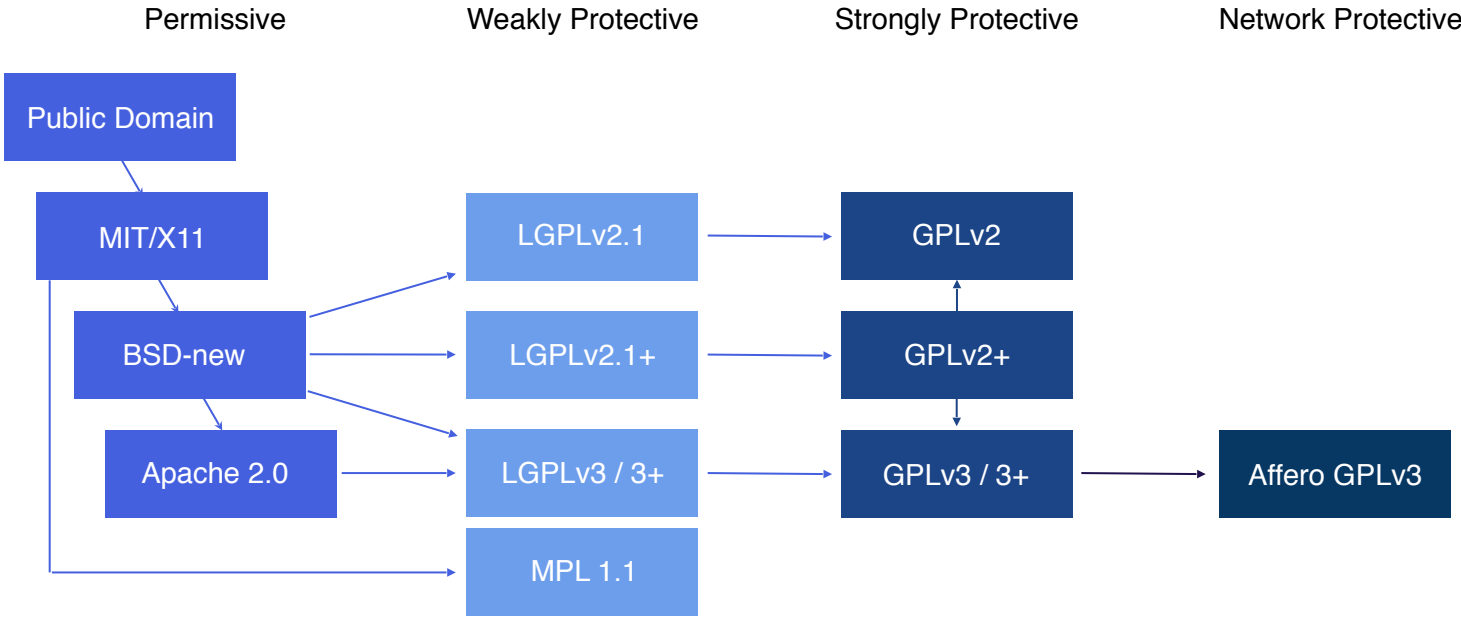 Permissive
Weakly Protective
Strongly Protective
Network Protective
Public Domain
MIT/X11
LGPLv2.1
GPLv2
BSD-new
LGPLv2.1+
GPLv2+
Apache 2.0
LGPLv3 / 3+
GPLv3 / 3+
Affero GPLv3
MPL 1.1